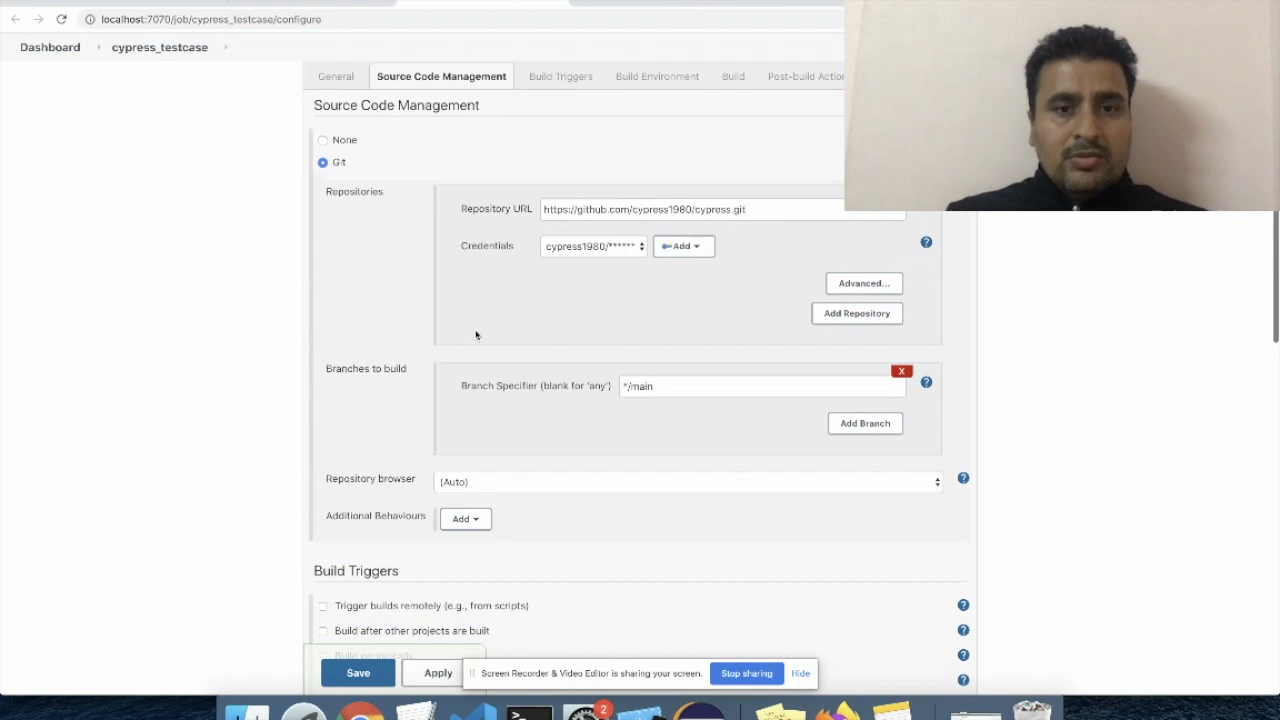 localhost:7070/job/cypress_testcase/configure
Dashboard cypress_testcase
General Source Code Management Build Triggers Build Environment Build Post-build Action
Source Code Management
None
Git
Repositories
Repository URL https://github.com/cypress1980/cypress.git
Credentials cypress1980/****** Add
Advanced...
Add Repository
Branches to build
X
Branch Specifier (blank for 'any') */main
Add Branch
Repository browser (Auto)
Additional Behaviours Add
Build Triggers
Trigger builds remotely (e.g., from scripts)
Build after other projects are built
Build periodically
Save Apply Screen Recorder & Video Editor is sharing your screen. Stop sharing Hide
2